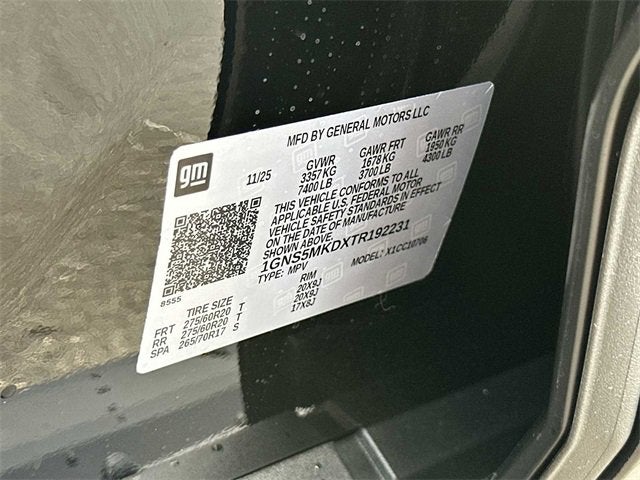 MFD BY GENERAL MOTORS LLC
gm
11/25
GVWR GAWR FRT GAWR RR
3357 KG 1678 KG 1950 KG
7400 LB 3700 LB 4300 LB
THIS VEHICLE CONFORMS TO ALL
APPLICABLE U.S. FEDERAL MOTOR
VEHICLE SAFETY STANDARDS IN EFFECT
ON THE DATE OF MANUFACTURE
SHOWN ABOVE.
1GNS5MKDXTR192231
TYPE: MPV MODEL: X1CC10706
8555
TIRE SIZE RIM
FRT 275/60R20 T 20X9J
RR 275/60R20 T 20X9J
SPA 265/70R17 S 17X8J